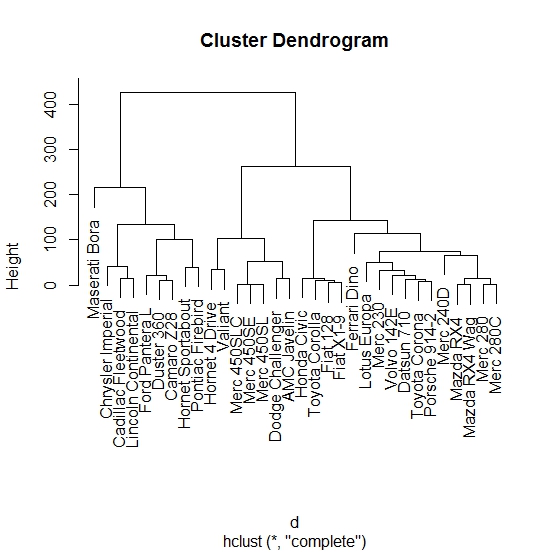 Cluster Dendrogram
Height
400
300
200
100
0
Maserati Bora
Chrysler Imperial
Cadillac Fleetwood
Lincoln Continental
Ford Pantera L
Duster 360
Camaro Z28
Hornet Sportabout
Pontiac Firebird
Hornet 4 Drive
Valiant
Merc 450SLC
Merc 450SE
Merc 450SL
Dodge Challenger
AMC Javelin
Honda Civic
Toyota Corolla
Fiat 128
Fiat X1-9
Ferrari Dino
Lotus Europa
Merc 230
Volvo 142E
Datsun 710
Toyota Corona
Porsche 914-2
Merc 240D
Mazda RX4
Mazda RX4 Wag
Merc 280
Merc 280C
d
hclust (*, "complete")